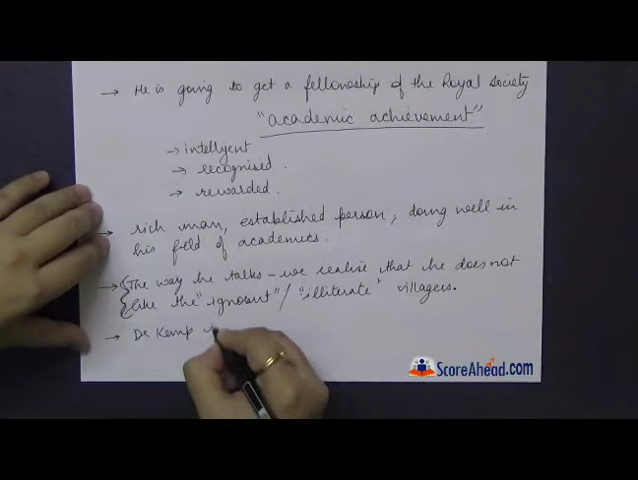 → He is going to get a fellowship of the Royal Society
"academic achievement"
→ intelligent
→ recognised.
→ rewarded.
→ rich man, established person, doing well in
his field of academics.
→ The way he talks - we realise that he does not
like the "ignorant" / "illiterate" villagers.
→ Dr Kemp
ScoreAhead.com